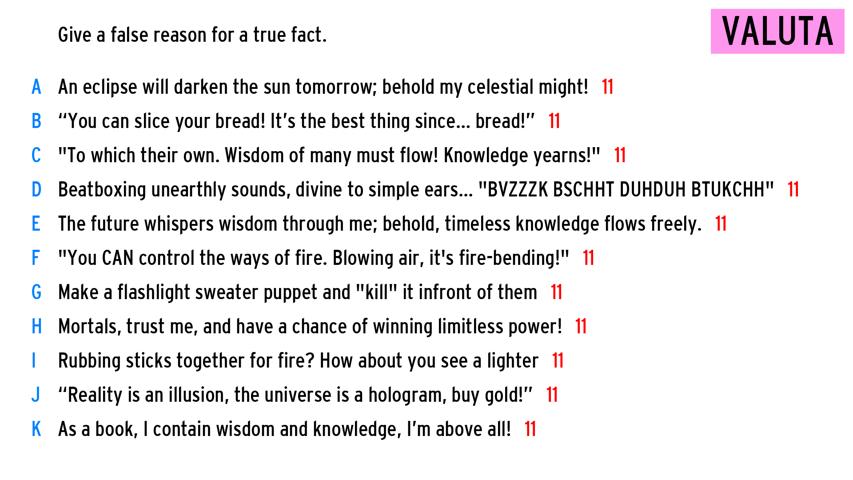 Give a false reason for a true fact.
VALUTA
A An eclipse will darken the sun tomorrow; behold my celestial might! 11
B “You can slice your bread! It’s the best thing since... bread!” 11
C "To which their own. Wisdom of many must flow! Knowledge yearns!" 11
D Beatboxing unearthly sounds, divine to simple ears... "BVZZZK BSCHHT DUHDUH BTUKCHH" 11
E The future whispers wisdom through me; behold, timeless knowledge flows freely. 11
F "You CAN control the ways of fire. Blowing air, it's fire-bending!" 11
G Make a flashlight sweater puppet and "kill" it infront of them 11
H Mortals, trust me, and have a chance of winning limitless power! 11
I Rubbing sticks together for fire? How about you see a lighter 11
J “Reality is an illusion, the universe is a hologram, buy gold!” 11
K As a book, I contain wisdom and knowledge, I’m above all! 11